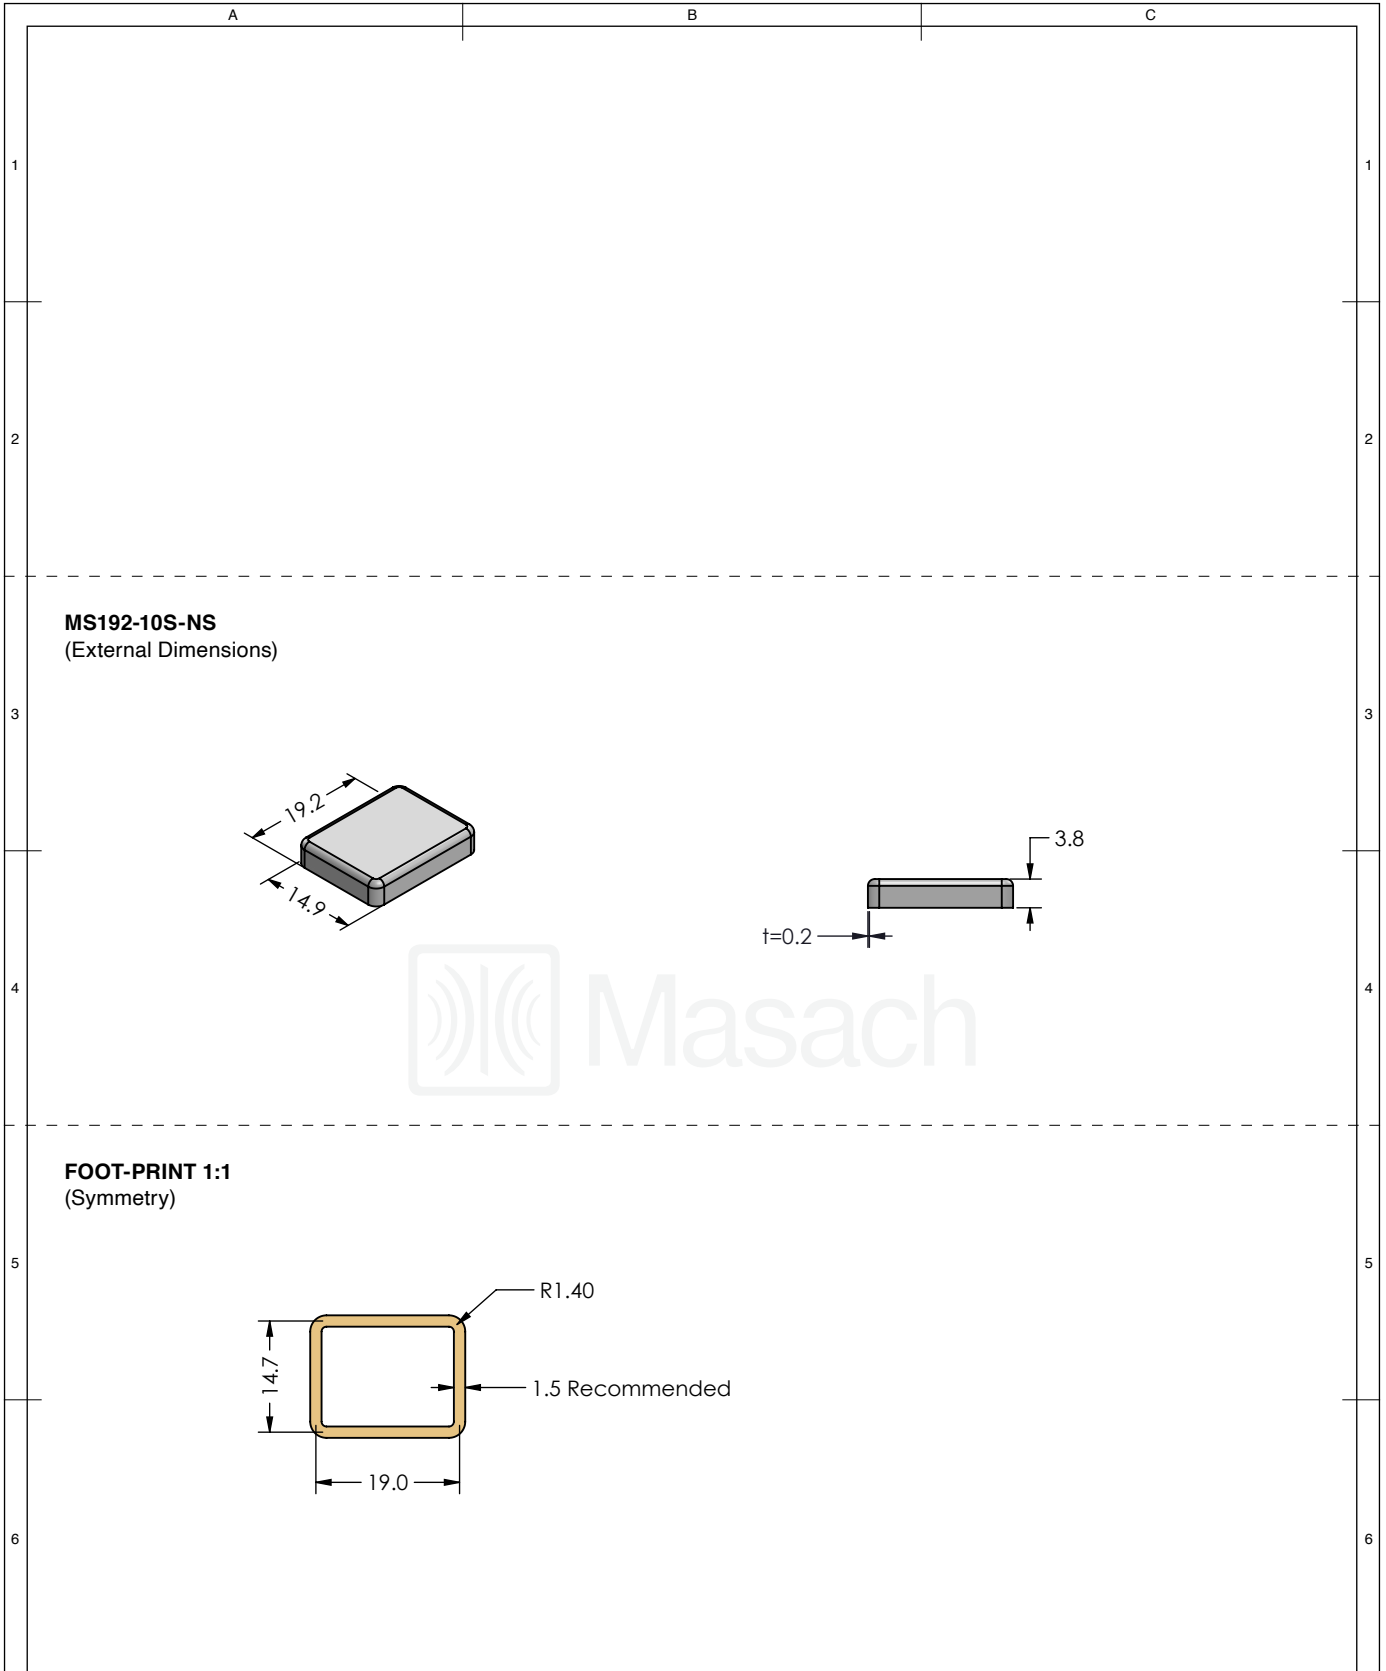 A B C
1 1
2 2
MS192-10S-NS
(External Dimensions)
3 3
19.2
14.9
3.8
t=0.2
4 4
Masach
FOOT-PRINT 1:1
(Symmetry)
5 5
R1.40
14.7
1.5 Recommended
19.0
6 6